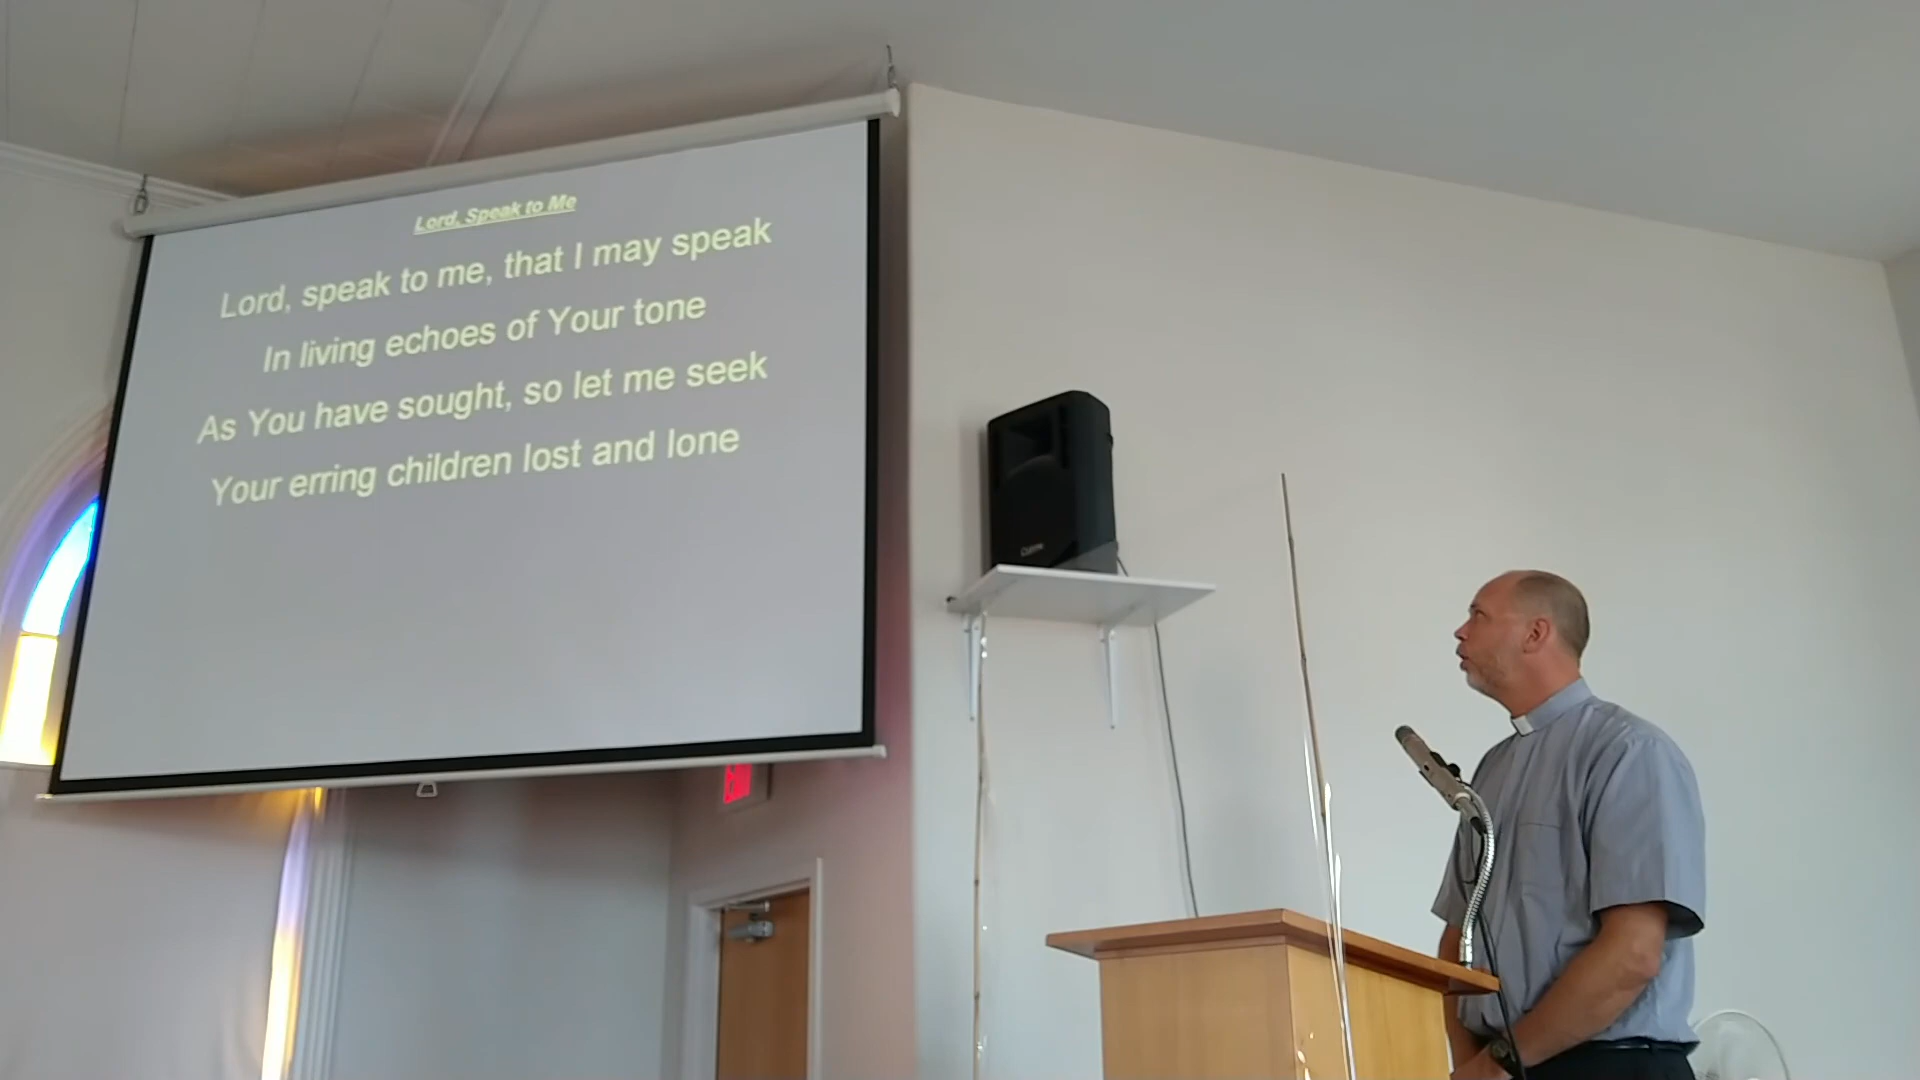 Lord, Speak to Me
Lord, speak to me, that I may speak
In living echoes of Your tone
As You have sought, so let me seek
Your erring children lost and lone